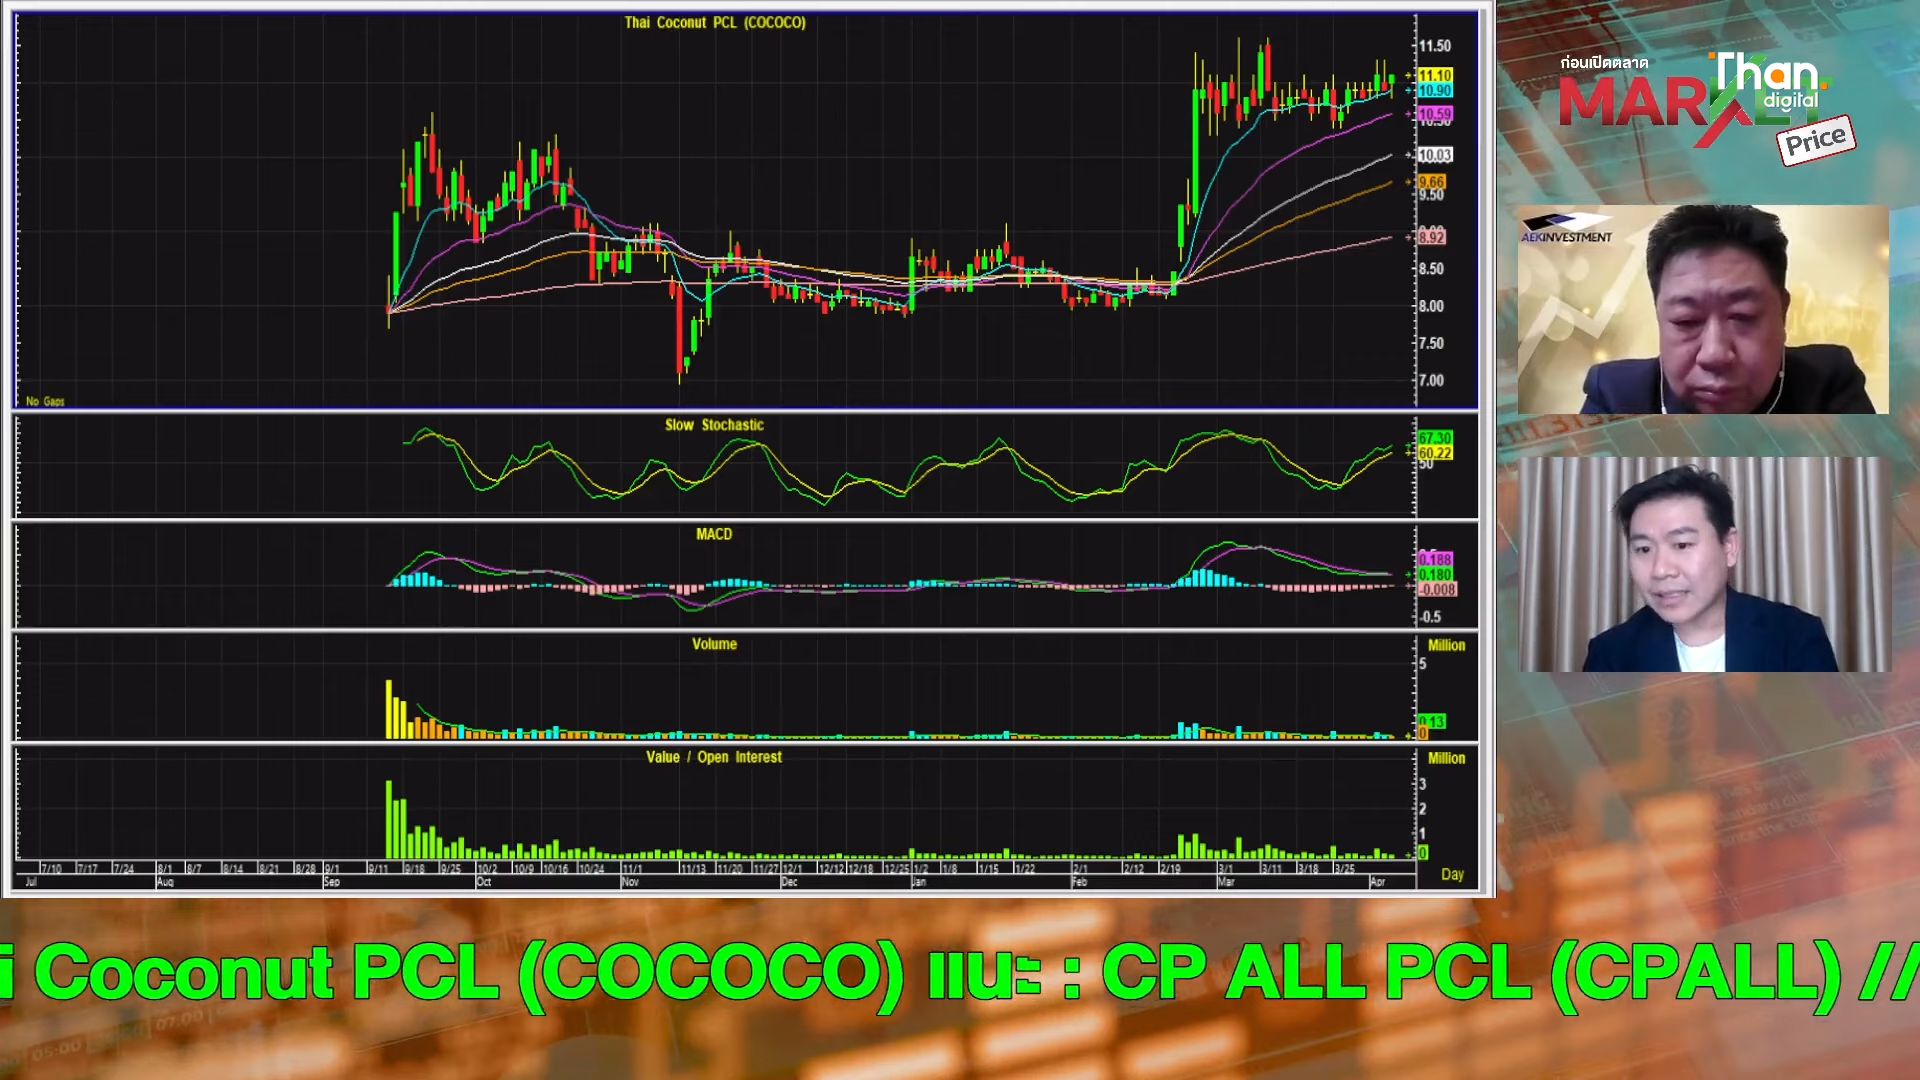 Thai Coconut PCL (COCOCO)
11.50
11.10
10.90
10.59
10.03
9.66
9.50
8.92
8.50
8.00
7.50
7.00
No Gaps
Slow Stochastic
67.30
60.22
50
MACD
0.188
0.180
-0.008
-0.5
Volume
Million
5
0.13
0
Value / Open Interest
Million
3
2
1
0
7/10 7/17 7/24 8/1 8/7 8/14 8/21 8/28 9/1 9/11 9/18 9/25 10/2 10/9 10/16 10/24 11/1 11/13 11/20 11/27 12/1 12/12 12/18 12/25 1/2 1/8 1/15 1/22 2/1 2/12 2/19 3/1 3/11 3/18 3/25
Jul Aug Sep Oct Nov Dec Jan Feb Mar Apr
Day
ก่อนเปิดตลาด
MARKET
Than
digital
Price
AEKINVESTMENT
i Coconut PCL (COCOCO) แนะ : CP ALL PCL (CPALL) //